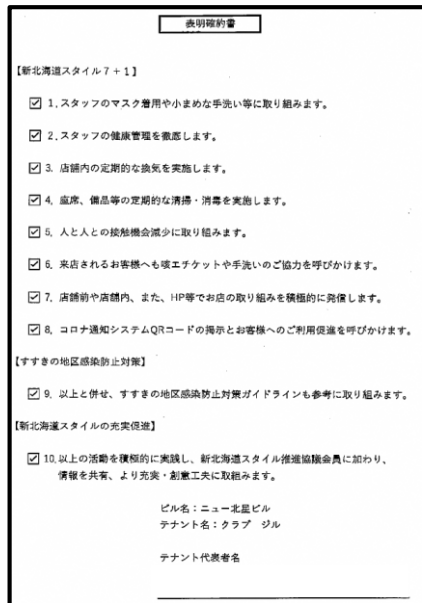 表明確約書
【新北海道スタイル7+1】
☑ 1. スタッフのマスク着用や小まめな手洗い等に取り組みます。
☑ 2. スタッフの健康管理を徹底します。
☑ 3. 店舗内の定期的な換気を実施します。
☑ 4. 座席、備品等の定期的な清掃・消毒を実施します。
☑ 5. 人と人との接触機会減少に取り組みます。
☑ 6. 来店されるお客様へも咳エチケットや手洗いのご協力を呼びかけます。
☑ 7. 店舗前や店舗内、また、HP等でお店の取り組みを積極的に発信します。
☑ 8. コロナ通知システムQRコードの掲示とお客様へのご利用促進を呼びかけます。
【すすきの地区感染防止対策】
☑ 9. 以上と併せ、すすきの地区感染防止対策ガイドラインも参考に取り組みます。
【新北海道スタイルの充実促進】
☑ 10. 以上の活動を積極的に実践し、新北海道スタイル推進協議会員に加わり、
情報を共有、より充実・創意工夫に取組みます。
ビル名：ニュー北星ビル
テナント名：クラブ ジル
テナント代表者名